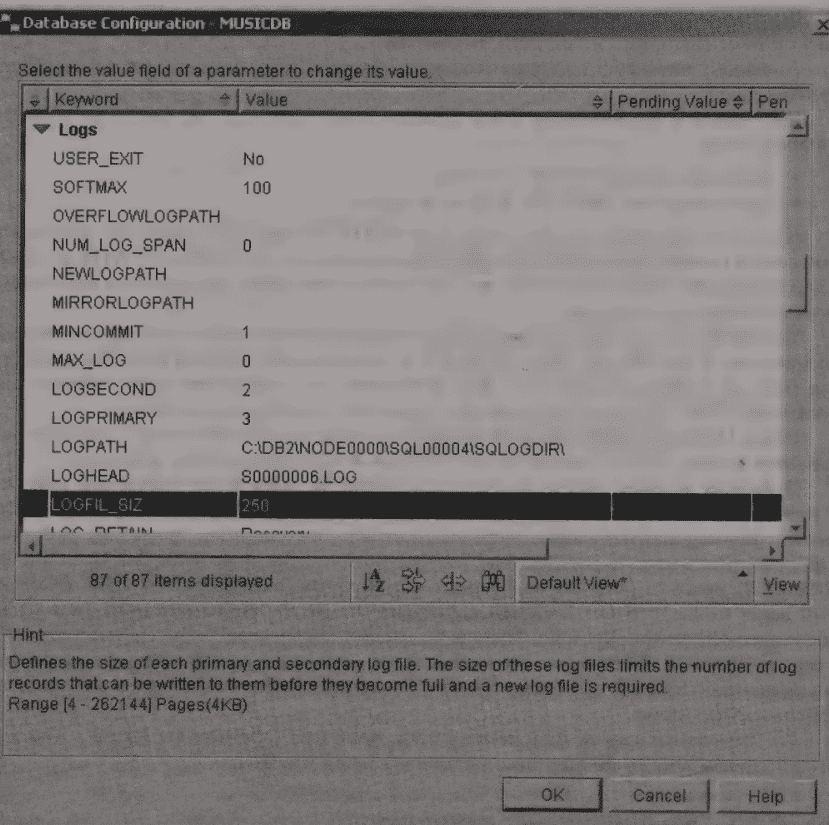 Database Configuration - MUSICDB
Select the value field of a parameter to change its value.
Keyword Value Pending Value Pen
Logs
USER_EXIT No
SOFTMAX 100
OVERFLOWLOGPATH
NUM_LOG_SPAN 0
NEWLOGPATH
MIRRORLOGPATH
MINCOMMIT 1
MAX_LOG 0
LOGSECOND 2
LOGPRIMARY 3
LOGPATH C:\DB2\NODE0000\SQL00004\SQLOGDIR\
LOGHEAD S0000006.LOG
LOGFIL_SIZ 250
LOG_RETAIN Recovery
87 of 87 items displayed Default View* View
Hint
Defines the size of each primary and secondary log file. The size of these log files limits the number of log
records that can be written to them before they become full and a new log file is required.
Range [4 - 262144] Pages(4KB)
OK Cancel Help